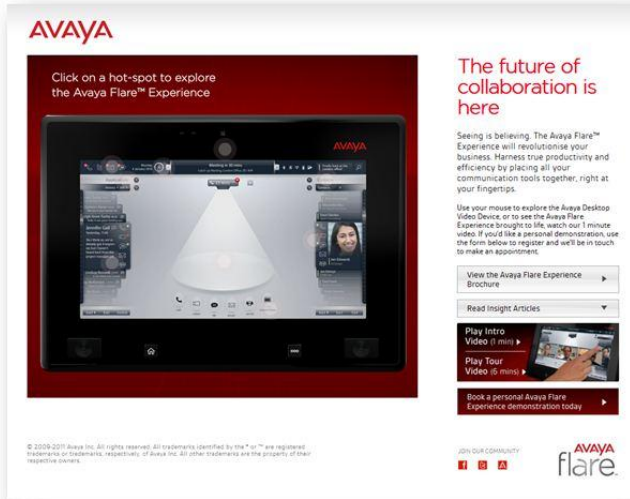 AVAYA
Click on a hot-spot to explore
the Avaya Flare™ Experience
AVAYA
The future of
collaboration is
here
Seeing is believing. The Avaya Flare™
Experience will revolutionise your
business. Harness true productivity and
efficiency by placing all your
communication tools together, right at
your fingertips.
Use your mouse to explore the Avaya Desktop
Video Device, or to see the Avaya Flare
Experience brought to life, watch our 1 minute
video. If you'd like a personal demonstration, use
the form below to register and we'll be in touch
to make an appointment.
View the Avaya Flare Experience
Brochure
Read Insight Articles
Play Intro
Video (1 min)
Play Tour
Video (6 mins)
Book a personal Avaya Flare
Experience demonstration today
© 2009-2011 Avaya Inc. All rights reserved. All trademarks identified by the ® or ™ are registered
trademarks or trademarks, respectively, of Avaya Inc. All other trademarks are the property of their
respective owners.
JOIN OUR COMMUNITY
AVAYA
flare